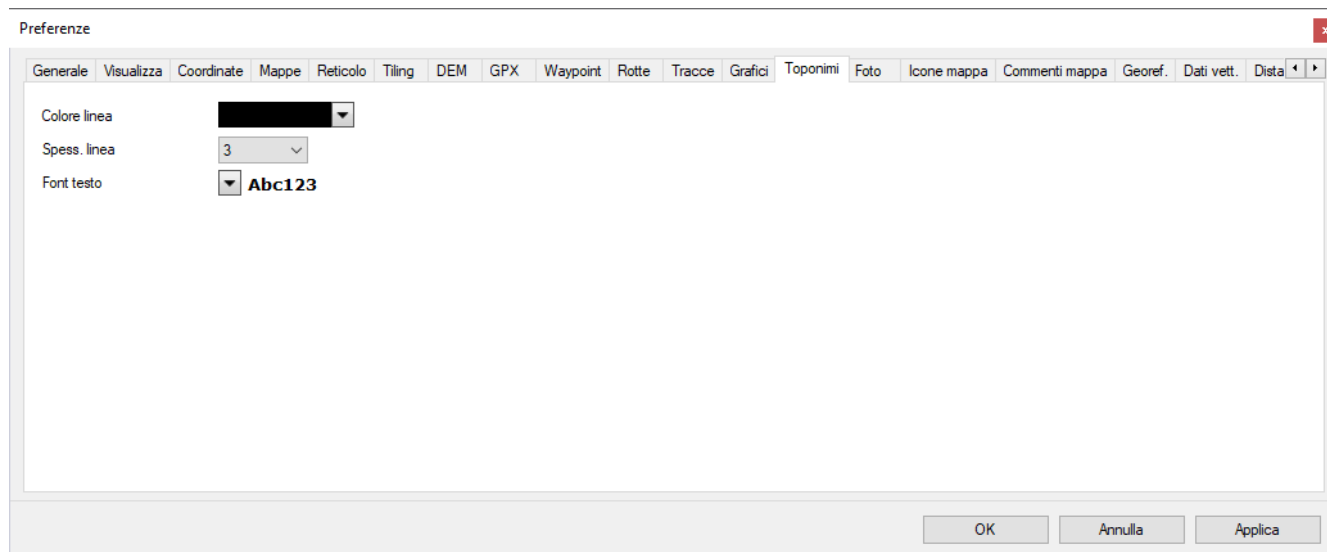 Preferenze
Generale Visualizza Coordinate Mappe Reticolo Tiling DEM GPX Waypoint Rotte Tracce Grafici Toponimi Foto Icone mappa Commenti mappa Georef. Dati vett. Dista
Colore linea
Spess. linea 3
Font testo Abc123
OK Annulla Applica